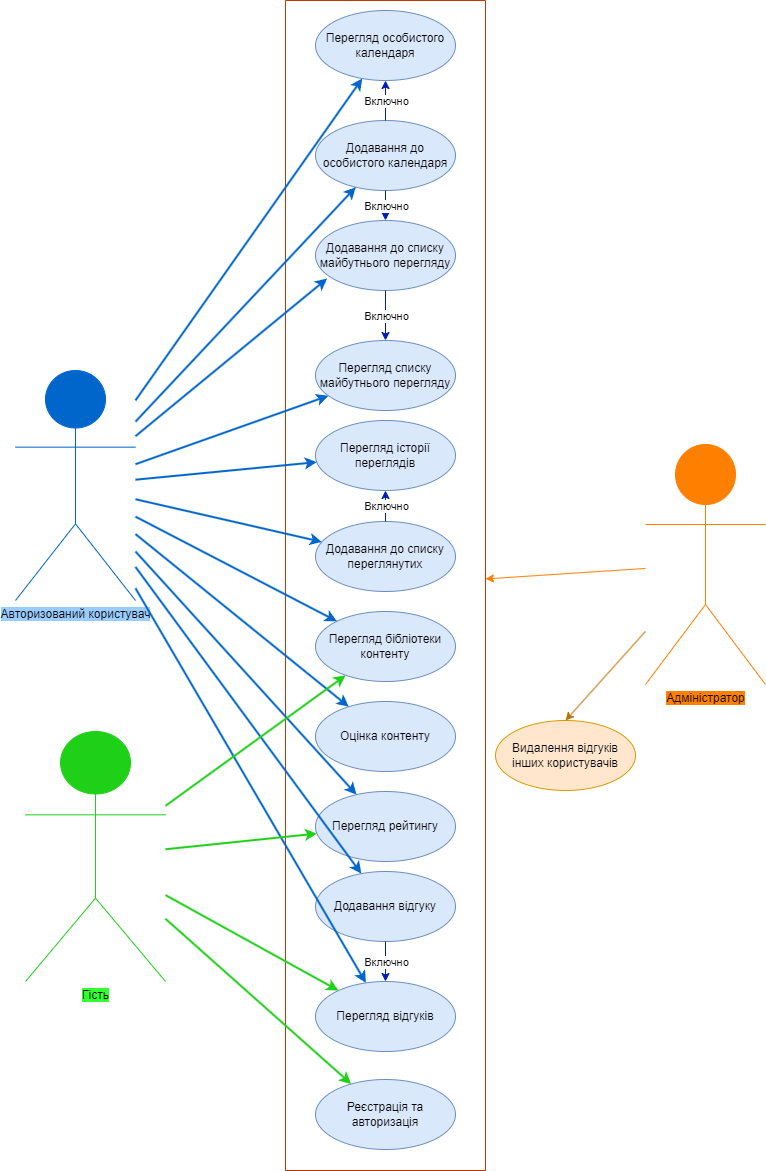 Перегляд особистого
календаря
Включно
Додавання до
особистого календаря
Включно
Додавання до списку
майбутнього перегляду
Включно
Перегляд списку
майбутнього перегляду
Перегляд історії
переглядів
Включно
Додавання до списку
переглянутих
Авторизований користувач
Перегляд бібліотеки
контенту
Адміністратор
Оцінка контенту
Видалення відгуків
інших користувачів
Перегляд рейтингу
Додавання відгуку
Включно
Гість
Перегляд відгуків
Реєстрація та
авторизація